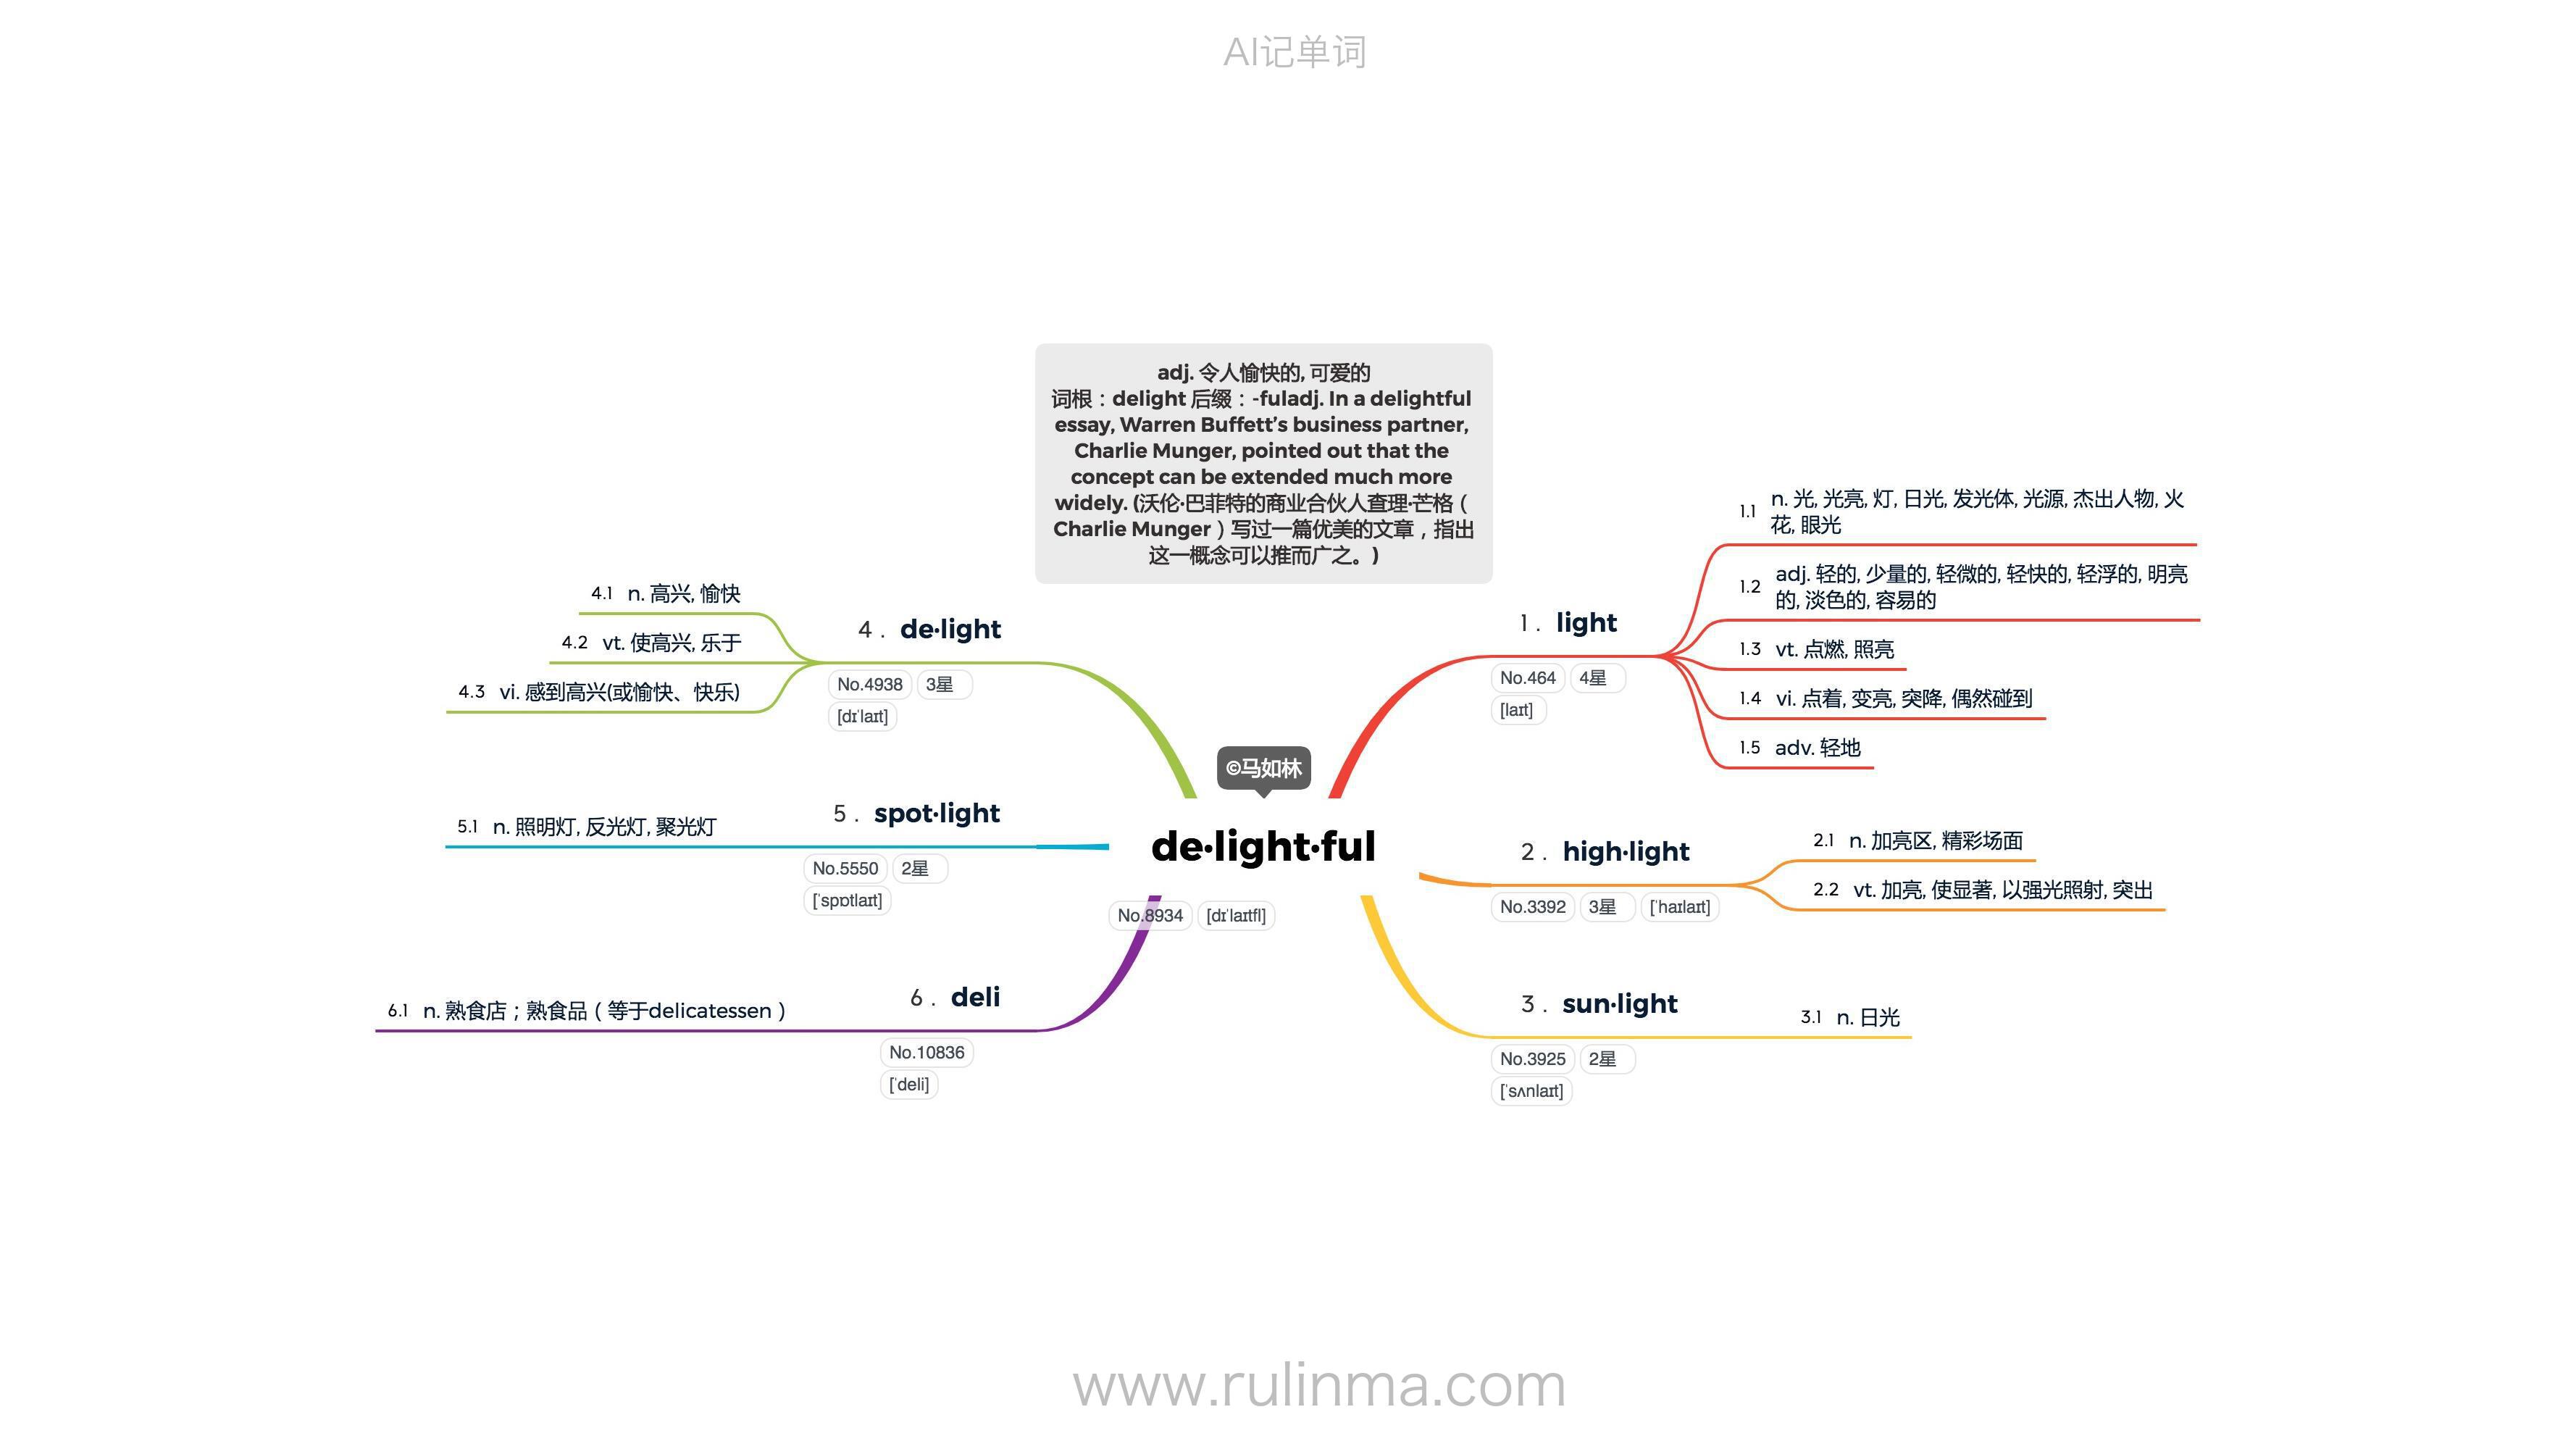 AI记单词
adj. 令人愉快的, 可爱的
词根：delight 后缀：-fuladj. In a delightful
essay, Warren Buffett’s business partner,
Charlie Munger, pointed out that the
concept can be extended much more
widely. (沃伦·巴菲特的商业合伙人查理·芒格（
Charlie Munger）写过一篇优美的文章，指出
这一概念可以推而广之。)
©马如林
de·light·ful
No.8934 [dɪˈlaɪtfl]
1. light
No.464 4星
[laɪt]
1.1 n. 光, 光亮, 灯, 日光, 发光体, 光源, 杰出人物, 火
花, 眼光
1.2 adj. 轻的, 少量的, 轻微的, 轻快的, 轻浮的, 明亮
的, 淡色的, 容易的
1.3 vt. 点燃, 照亮
1.4 vi. 点着, 变亮, 突降, 偶然碰到
1.5 adv. 轻地
2. high·light
No.3392 3星 [ˈhaɪlaɪt]
2.1 n. 加亮区, 精彩场面
2.2 vt. 加亮, 使显著, 以强光照射, 突出
3. sun·light
No.3925 2星
[ˈsʌnlaɪt]
3.1 n. 日光
4. de·light
No.4938 3星
[dɪˈlaɪt]
4.1 n. 高兴, 愉快
4.2 vt. 使高兴, 乐于
4.3 vi. 感到高兴(或愉快、快乐)
5. spot·light
No.5550 2星
[ˈspɒtlaɪt]
5.1 n. 照明灯, 反光灯, 聚光灯
6. deli
No.10836
[ˈdeli]
6.1 n. 熟食店；熟食品（等于delicatessen）
www.rulinma.com